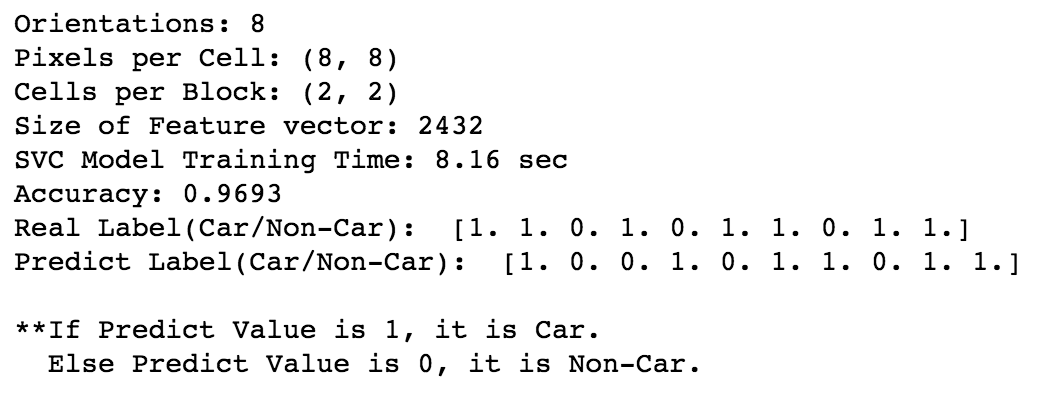 Orientations: 8
Pixels per Cell: (8, 8)
Cells per Block: (2, 2)
Size of Feature vector: 2432
SVC Model Training Time: 8.16 sec
Accuracy: 0.9693
Real Label(Car/Non-Car):  [1. 1. 0. 1. 0. 1. 1. 0. 1. 1.]
Predict Label(Car/Non-Car):  [1. 0. 0. 1. 0. 1. 1. 0. 1. 1.]
**If Predict Value is 1, it is Car.
  Else Predict Value is 0, it is Non-Car.